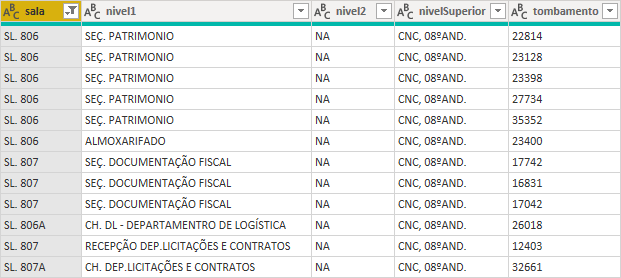 ABC sala ABC nivel1 ABC nivel2 ABC nivelSuperior ABC tombamento
SL. 806 SEÇ. PATRIMONIO NA CNC, 08ºAND. 22814
SL. 806 SEÇ. PATRIMONIO NA CNC, 08ºAND. 23128
SL. 806 SEÇ. PATRIMONIO NA CNC, 08ºAND. 23398
SL. 806 SEÇ. PATRIMONIO NA CNC, 08ºAND. 27734
SL. 806 SEÇ. PATRIMONIO NA CNC, 08ºAND. 35352
SL. 806 ALMOXARIFADO NA CNC, 08ºAND. 23400
SL. 807 SEÇ. DOCUMENTAÇÃO FISCAL NA CNC, 08ºAND. 17742
SL. 807 SEÇ. DOCUMENTAÇÃO FISCAL NA CNC, 08ºAND. 16831
SL. 807 SEÇ. DOCUMENTAÇÃO FISCAL NA CNC, 08ºAND. 17042
SL. 806A CH. DL - DEPARTAMENTRO DE LOGÍSTICA NA CNC, 08ºAND. 26018
SL. 807 RECEPÇÃO DEP.LICITAÇÕES E CONTRATOS NA CNC, 08ºAND. 12403
SL. 807A CH. DEP.LICITAÇÕES E CONTRATOS NA CNC, 08ºAND. 32661